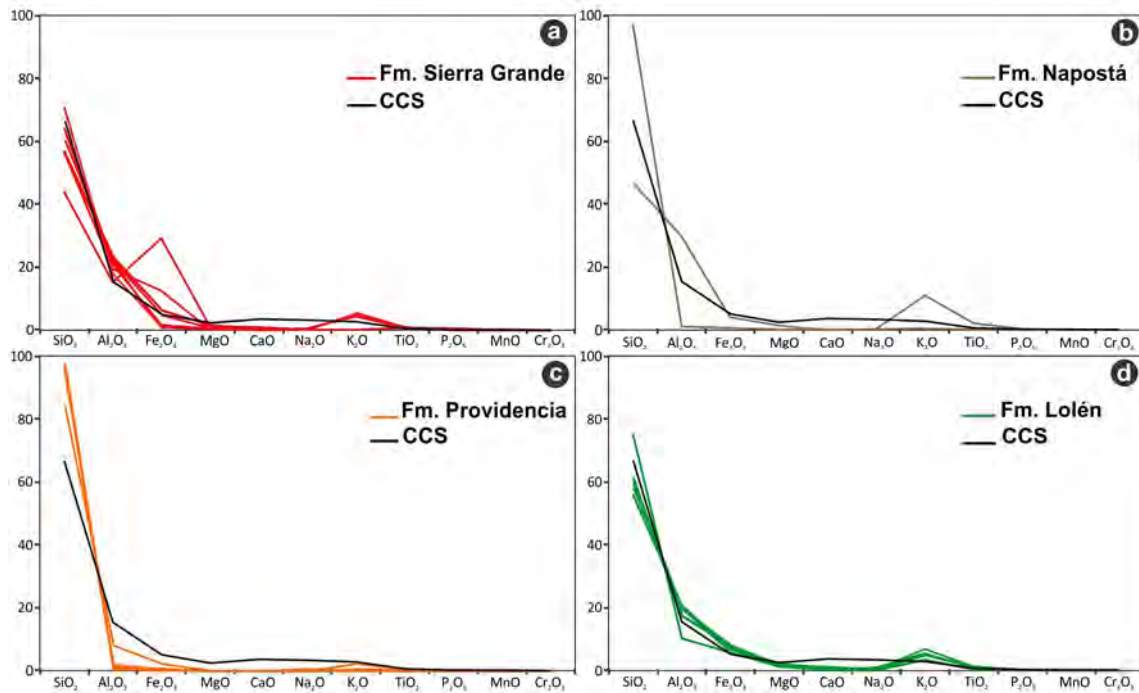 a
100
80
60
40
20
0
Fm. Sierra Grande
CCS
SiO₂ Al₂O₃ Fe₂O₃ MgO CaO Na₂O K₂O TiO₂ P₂O₅ MnO Cr₂O₃
b
100
80
60
40
20
0
Fm. Napostá
CCS
SiO₂ Al₂O₃ Fe₂O₃ MgO CaO Na₂O K₂O TiO₂ P₂O₅ MnO Cr₂O₃
c
100
80
60
40
20
0
Fm. Providencia
CCS
SiO₂ Al₂O₃ Fe₂O₃ MgO CaO Na₂O K₂O TiO₂ P₂O₅ MnO Cr₂O₃
d
100
80
60
40
20
0
Fm. Lolén
CCS
SiO₂ Al₂O₃ Fe₂O₃ MgO CaO Na₂O K₂O TiO₂ P₂O₅ MnO Cr₂O₃